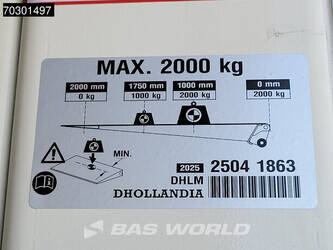 70301497
MAX. 2000 kg
2000 mm 1750 mm 1000 mm 0 mm
0 kg 1000 kg 2000 kg 2000 kg
MIN.
2025 2504 1863
DHLM
DHOLLANDIA
BAS WORLD